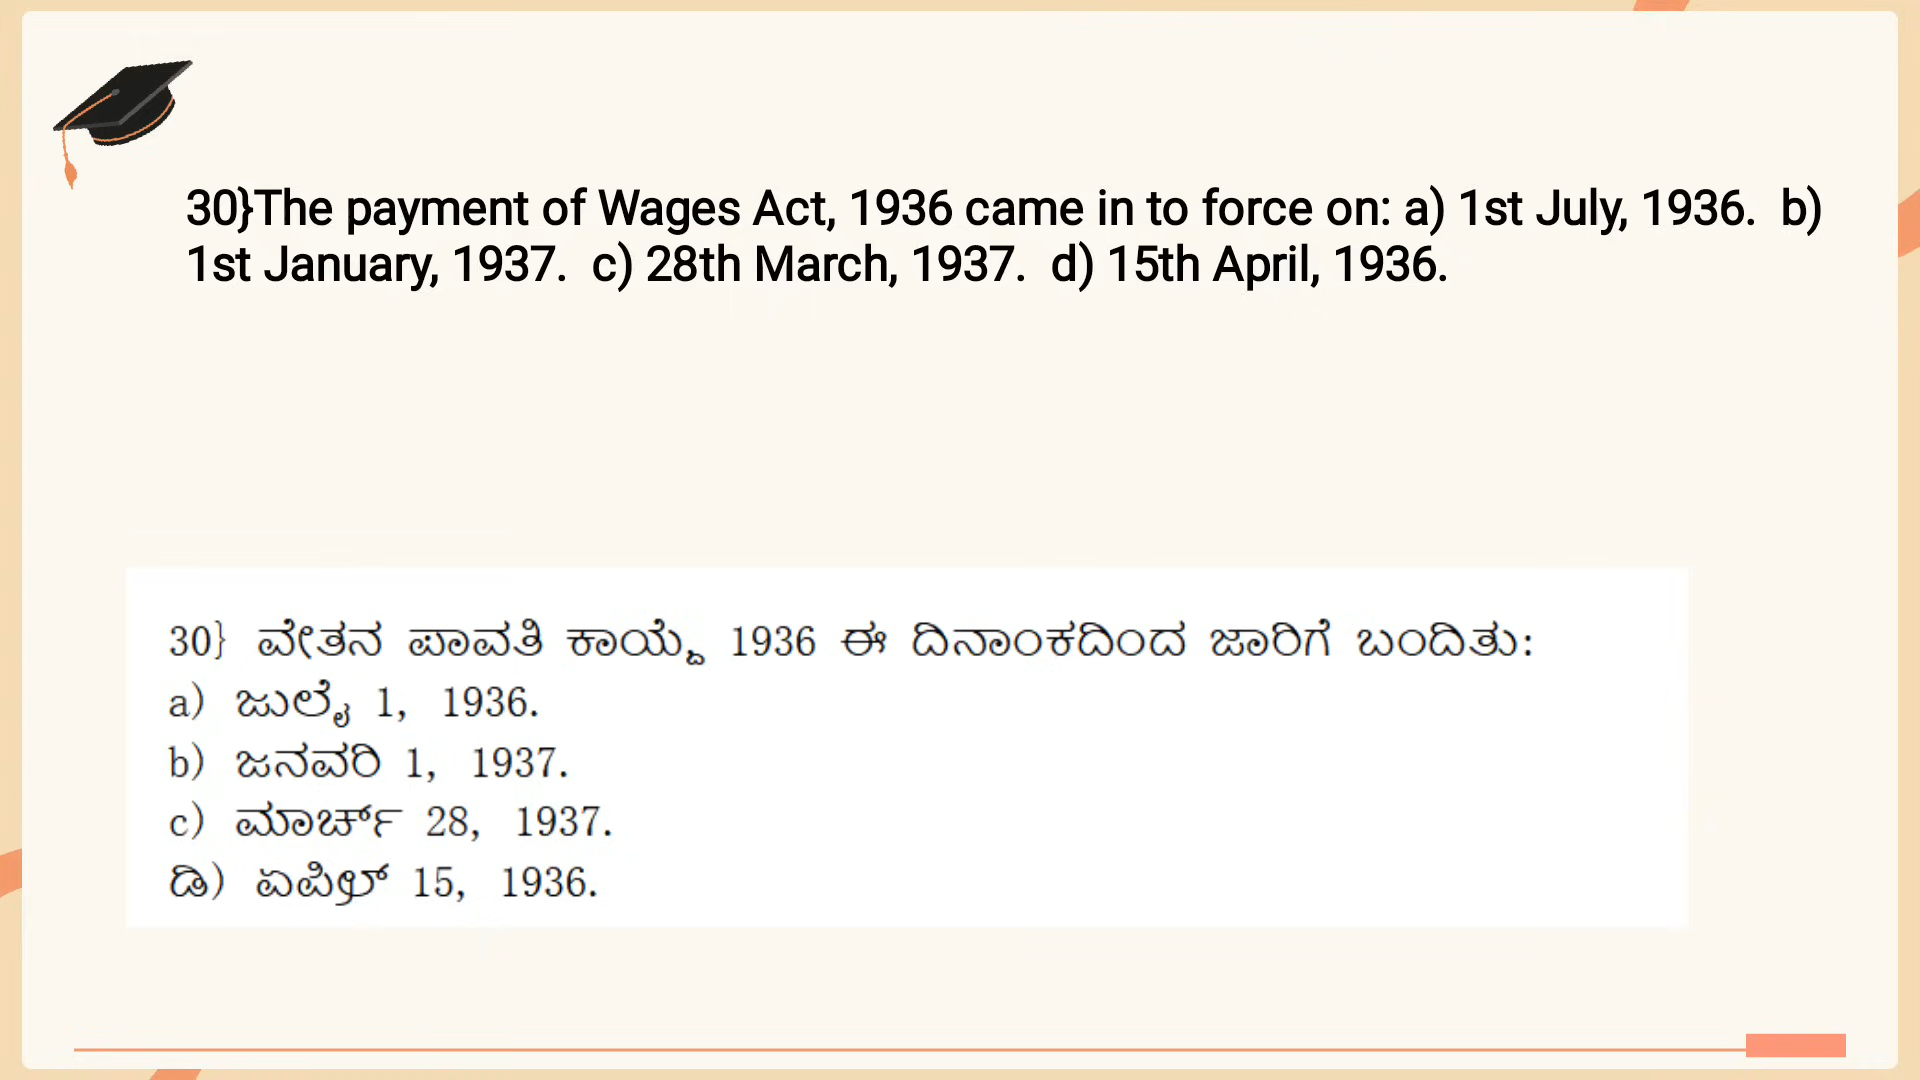 30}The payment of Wages Act, 1936 came in to force on: a) 1st July, 1936.  b)
1st January, 1937.  c) 28th March, 1937.  d) 15th April, 1936.
30} ವೇತನ ಪಾವತಿ ಕಾಯ್ದೆ 1936 ಈ ದಿನಾಂಕದಿಂದ ಜಾರಿಗೆ ಬಂದಿತು:
a) ಜುಲೈ 1, 1936.
b) ಜನವರಿ 1, 1937.
c) ಮಾರ್ಚ್ 28, 1937.
ಡಿ) ಏಪ್ರಿಲ್ 15, 1936.